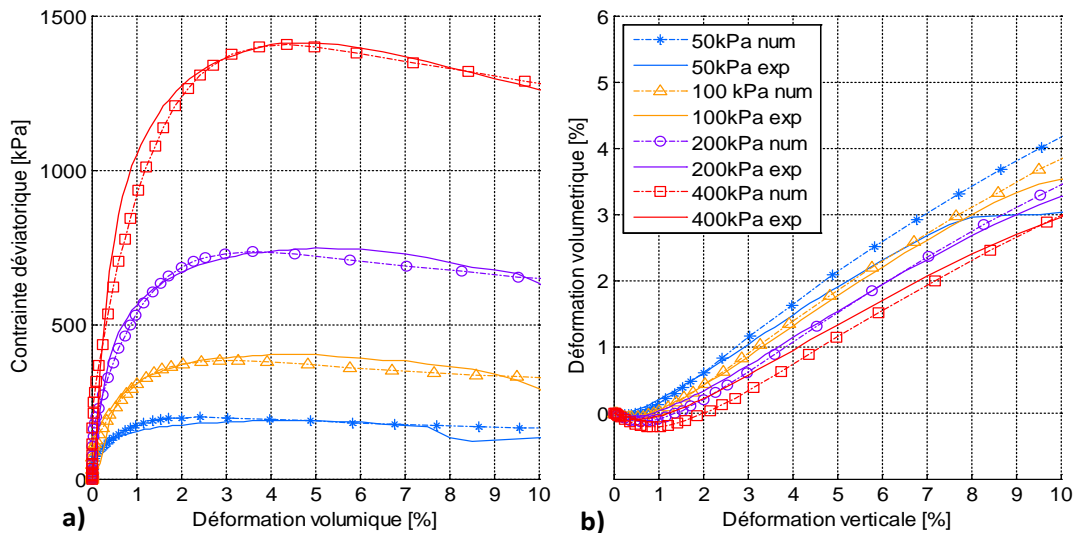 1500
1000
500
0
Contrainte déviatorique [kPa]
0 1 2 3 4 5 6 7 8 9 10
Déformation volumique [%]
a)
6
5
4
3
2
1
0
Déformation volumetrique [%]
50kPa num
50kPa exp
100 kPa num
100kPa exp
200kPa num
200kPa exp
400kPa num
400kPa exp
0 1 2 3 4 5 6 7 8 9 10
Déformation verticale [%]
b)